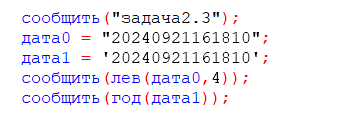 сообщить("задача2.3");
дата0 = "20240921161810";
дата1 = '20240921161810';
сообщить(лев(дата0,4));
сообщить(год(дата1));